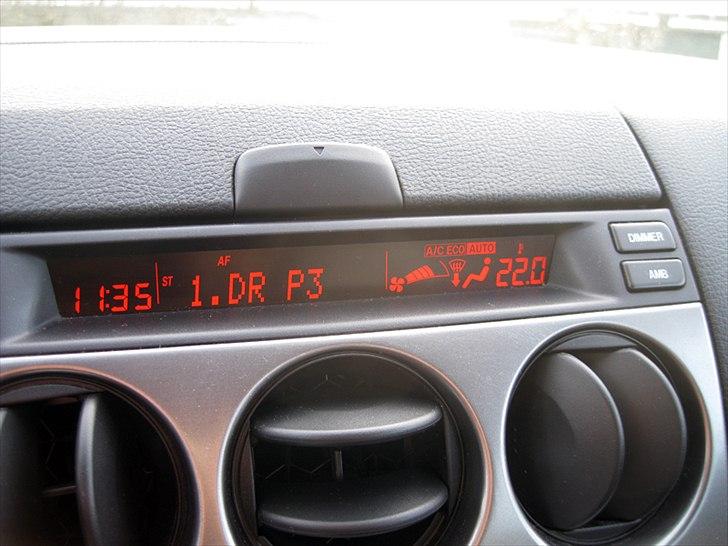 A/C ECO AUTO
AF
11:35 ST 1.DR P3 22.0
DIMMER
AMB